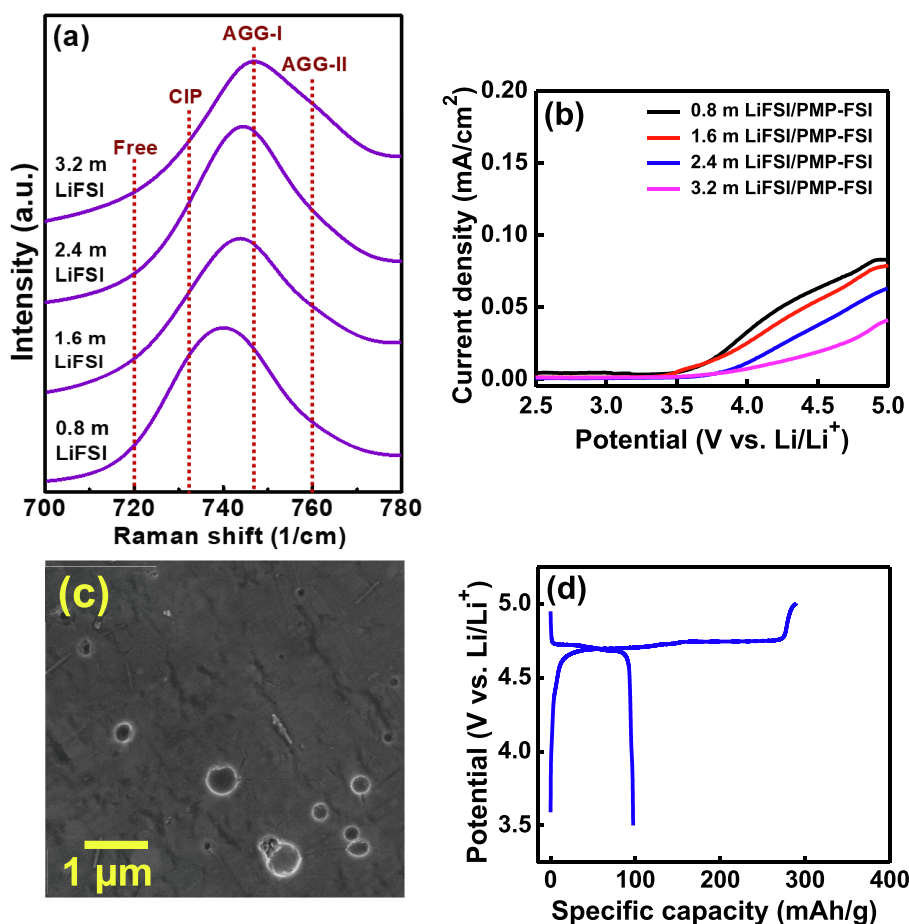 (a)
AGG-I
AGG-II
CIP
Free
3.2 m
LiFSI
2.4 m
LiFSI
1.6 m
LiFSI
0.8 m
LiFSI
Intensity (a.u.)
700 720 740 760 780
Raman shift (1/cm)
(b)
0.8 m LiFSI/PMP-FSI
1.6 m LiFSI/PMP-FSI
2.4 m LiFSI/PMP-FSI
3.2 m LiFSI/PMP-FSI
Current density (mA/cm²)
0.20
0.15
0.10
0.05
0.00
2.5 3.0 3.5 4.0 4.5 5.0
Potential (V vs. Li/Li⁺)
(c)
1 μm
(d)
Potential (V vs. Li/Li⁺)
5.0
4.5
4.0
3.5
0 100 200 300 400
Specific capacity (mAh/g)